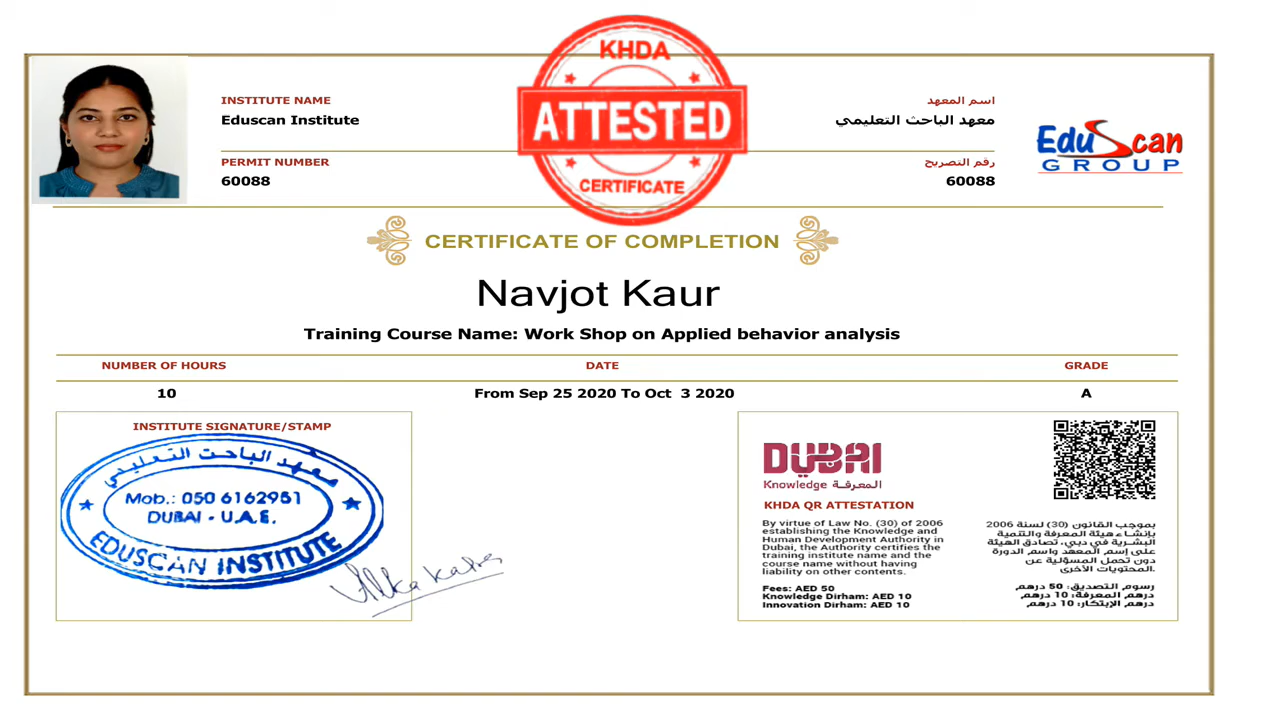 KHDA
ATTESTED
CERTIFICATE
INSTITUTE NAME
Eduscan Institute
اسم المعهد
معهد الباحث التعليمي
PERMIT NUMBER
60088
رقم التصريح
60088
EduScan
GROUP
CERTIFICATE OF COMPLETION
Navjot Kaur
Training Course Name: Work Shop on Applied behavior analysis
NUMBER OF HOURS
DATE
GRADE
10
From Sep 25 2020 To Oct 3 2020
A
INSTITUTE SIGNATURE/STAMP
معهد الباحث التعليمي
Mob.: 050 6162951
DUBAI - U.A.E.
EDUSCAN INSTITUTE
DUBAI
Knowledge المعرفة
KHDA QR ATTESTATION
By virtue of Law No. (30) of 2006
establishing the Knowledge and
Human Development Authority in
Dubai, the Authority certifies the
training institute name and the
course name without having
liability on other contents.
Fees: AED 50
Knowledge Dirham: AED 10
Innovation Dirham: AED 10
بموجب القانون (30) لسنة 2006
بإنشاء هيئة المعرفة والتنمية
البشرية في دبي، تصادق الهيئة
على إسم المعهد واسم الدورة
دون تحمل المسؤلية عن
المحتويات الأخرى.
رسوم التصديق: 50 درهم
درهم المعرفة: 10 درهم
درهم الإبتكار: 10 درهم